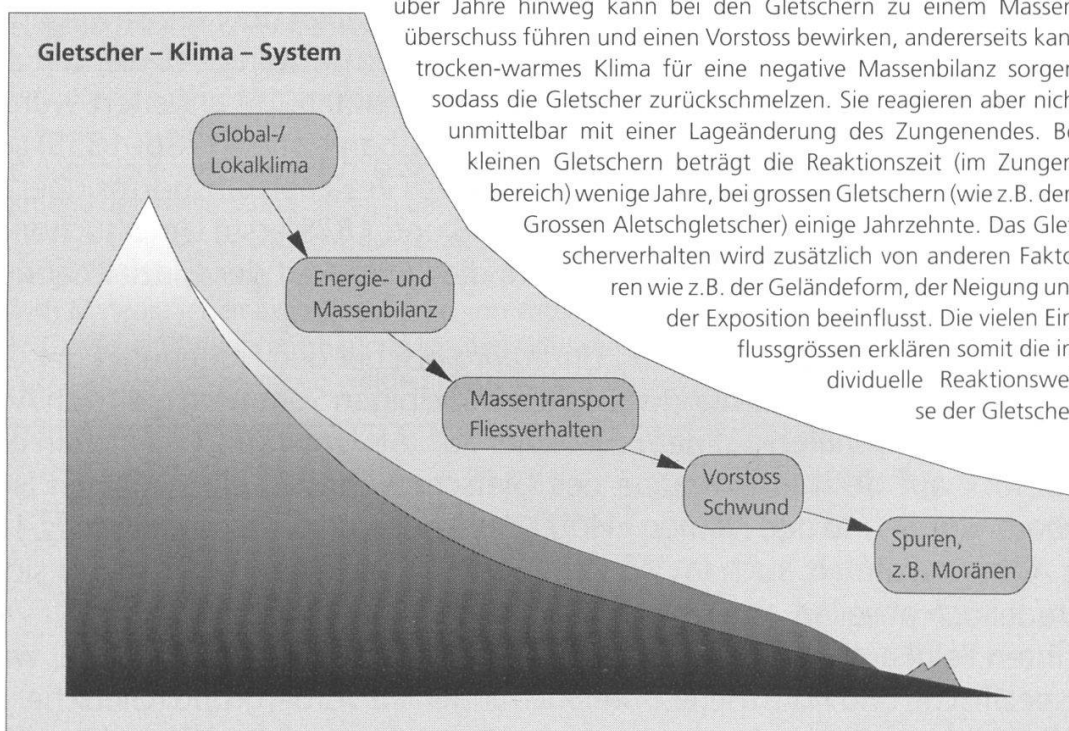 über Jahre hinweg kann bei den Gletschern zu einem Massen
überschuss führen und einen Vorstoss bewirken, andererseits kan
trocken-warmes Klima für eine negative Massenbilanz sorgen
sodass die Gletscher zurückschmelzen. Sie reagieren aber nich
unmittelbar mit einer Lageänderung des Zungenendes. Be
kleinen Gletschern beträgt die Reaktionszeit (im Zungen
bereich) wenige Jahre, bei grossen Gletschern (wie z.B. den
Grossen Aletschgletscher) einige Jahrzehnte. Das Glet
scherverhalten wird zusätzlich von anderen Fakto
ren wie z.B. der Geländeform, der Neigung un
der Exposition beeinflusst. Die vielen Ein
flussgrössen erklären somit die in
dividuelle Reaktionswe
se der Gletsche
Gletscher – Klima – System
Global-/
Lokalklima
Energie- und
Massenbilanz
Massentransport
Fliessverhalten
Vorstoss
Schwund
Spuren,
z.B. Moränen